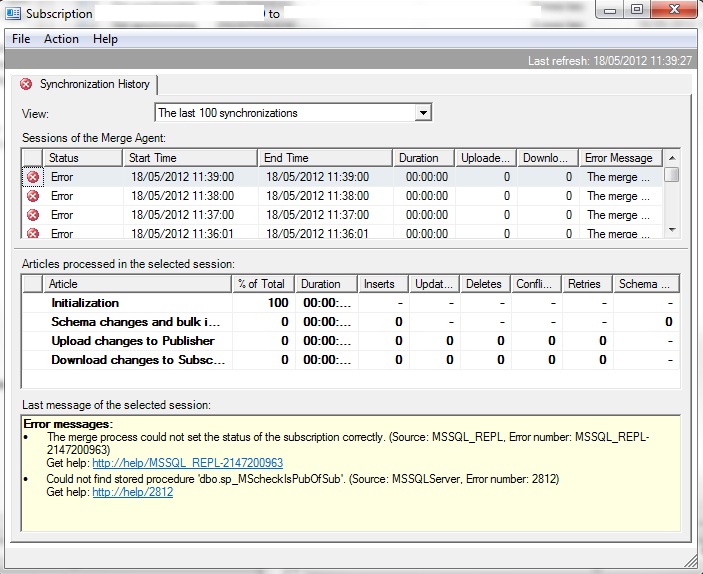 Subscription to
File Action Help
Last refresh: 18/05/2012 11:39:27
Synchronization History
View: The last 100 synchronizations
Sessions of the Merge Agent:
Status Start Time End Time Duration Uploade... Downlo... Error Message
Error 18/05/2012 11:39:00 18/05/2012 11:39:00 00:00:00 0 0 The merge ...
Error 18/05/2012 11:38:00 18/05/2012 11:38:00 00:00:00 0 0 The merge ...
Error 18/05/2012 11:37:00 18/05/2012 11:37:00 00:00:00 0 0 The merge ...
Error 18/05/2012 11:36:01 18/05/2012 11:36:01 00:00:00 0 0 The merge ...
Articles processed in the selected session:
Article % of Total Duration Inserts Updat... Deletes Confli... Retries Schema ...
Initialization 100 00:00:... - - - - - -
Schema changes and bulk i... 0 00:00:... 0 - - - - 0
Upload changes to Publisher 0 00:00:... 0 0 0 0 0 -
Download changes to Subsc... 0 00:00:... 0 0 0 0 0 -
Last message of the selected session:
Error messages:
• The merge process could not set the status of the subscription correctly. (Source: MSSQL_REPL, Error number: MSSQL_REPL-
2147200963)
Get help: http://help/MSSQL_REPL-2147200963
• Could not find stored procedure 'dbo.sp_MScheckIsPubOfSub'. (Source: MSSQLServer, Error number: 2812)
Get help: http://help/2812